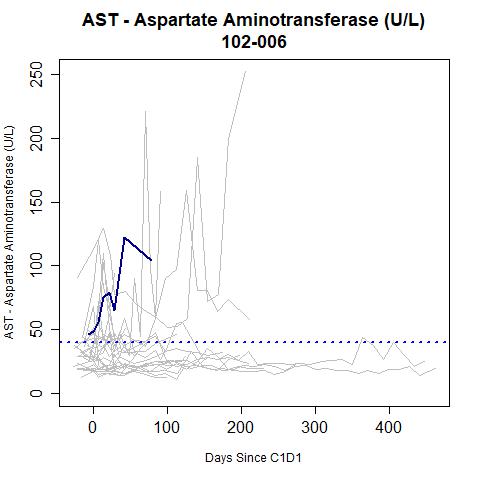 AST - Aspartate Aminotransferase (U/L)
102-006
AST - Aspartate Aminotransferase (U/L)
250
200
150
100
50
0
0 100 200 300 400
Days Since C1D1